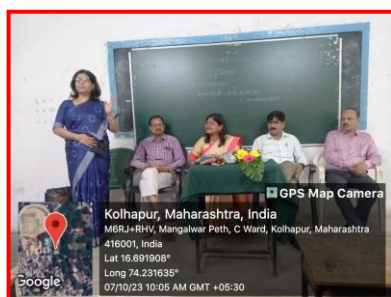 GPS Map Camera
Kolhapur, Maharashtra, India
M6RJ+RHV, Mangalwar Peth, C Ward, Kolhapur, Maharashtra
416001, India
Lat 16.691908°
Long 74.231635°
07/10/23 10:05 AM GMT +05:30
Google